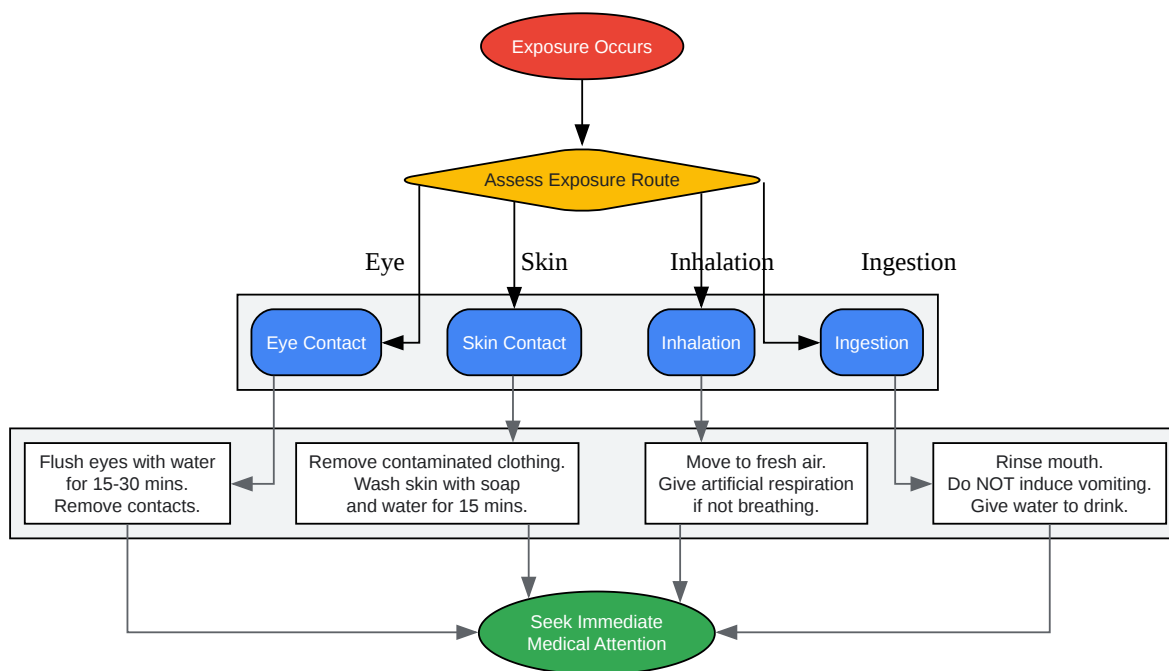 Exposure Occurs
Assess Exposure Route
Eye
Skin
Inhalation
Ingestion
Eye Contact
Skin Contact
Inhalation
Ingestion
Flush eyes with water
for 15-30 mins.
Remove contacts.
Remove contaminated clothing.
Wash skin with soap
and water for 15 mins.
Move to fresh air.
Give artificial respiration
if not breathing.
Rinse mouth.
Do NOT induce vomiting.
Give water to drink.
Seek Immediate
Medical Attention